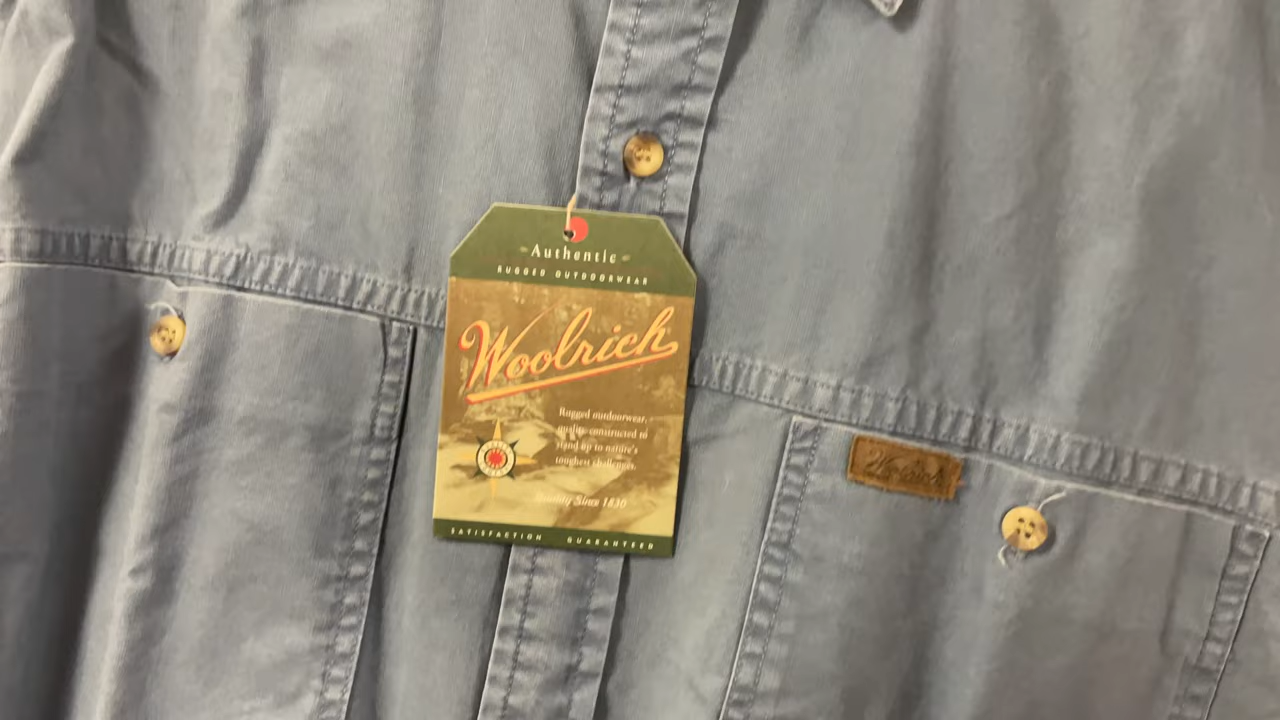 Authentic
RUGGED OUTDOORWEAR
Woolrich
Rugged outdoorwear,
quality constructed to
stand up to nature's
toughest challenges.
Quality Since 1830
SATISFACTION GUARANTEED
Woolrich